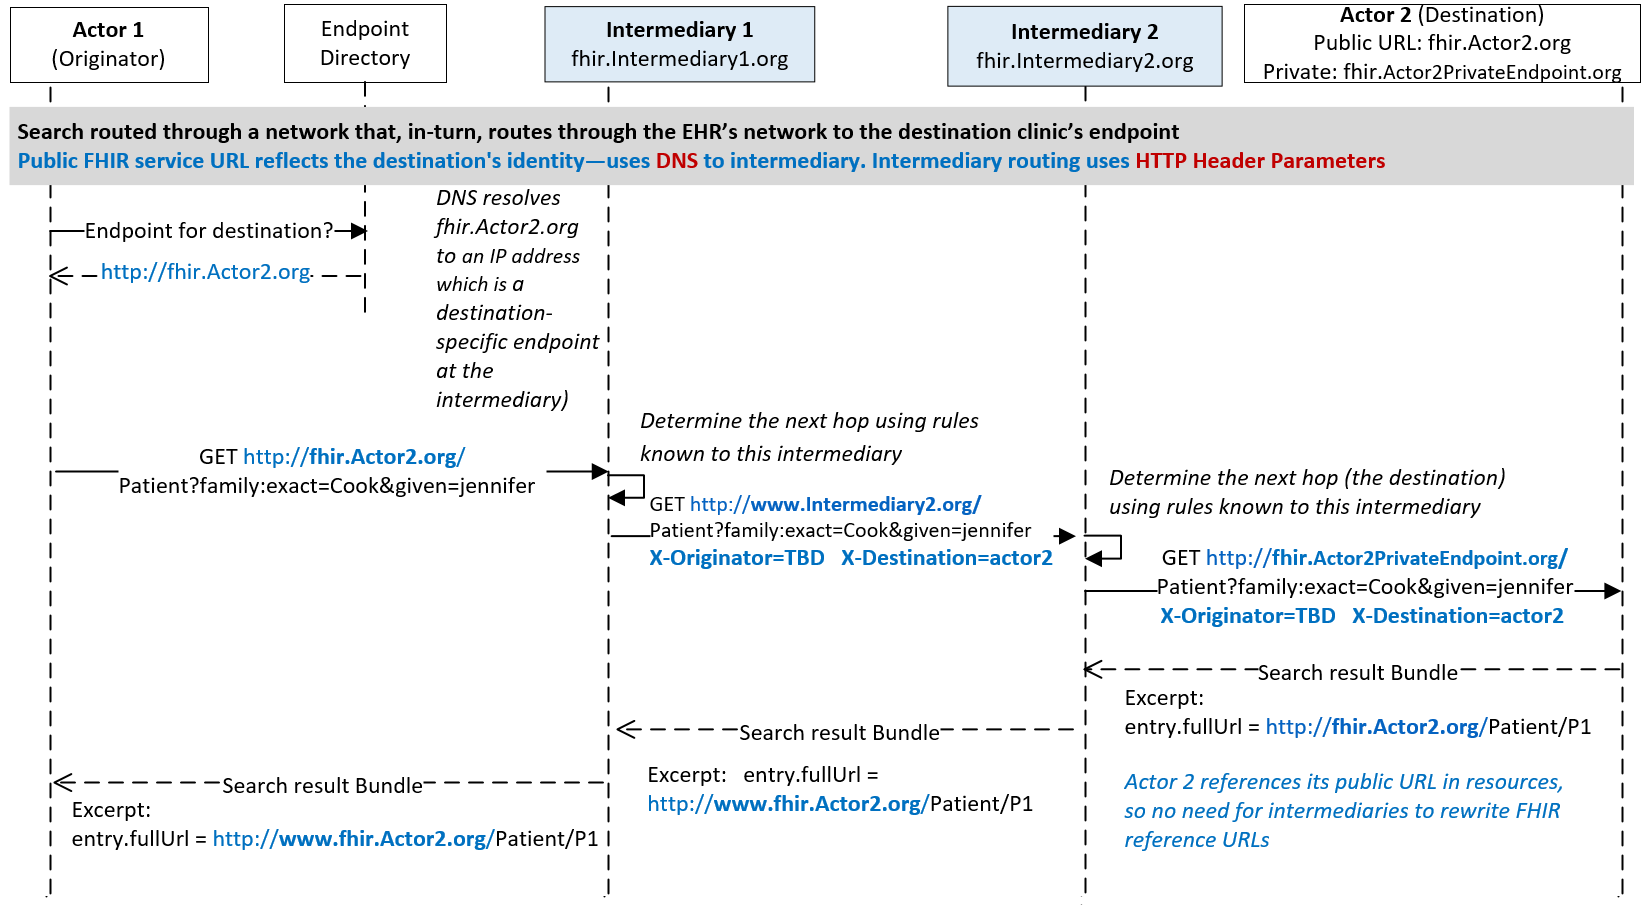 Actor 1
(Originator)
Endpoint
Directory
Intermediary 1
fhir.Intermediary1.org
Intermediary 2
fhir.Intermediary2.org
Actor 2 (Destination)
Public URL: fhir.Actor2.org
Private: fhir.Actor2PrivateEndpoint.org
Search routed through a network that, in-turn, routes through the EHR’s network to the destination clinic’s endpoint
Public FHIR service URL reflects the destination's identity—uses DNS to intermediary. Intermediary routing uses HTTP Header Parameters
Endpoint for destination?
http://fhir.Actor2.org
DNS resolves
fhir.Actor2.org
to an IP address
which is a
destination-
specific endpoint
at the
intermediary)
GET http://fhir.Actor2.org/
Patient?family:exact=Cook&given=jennifer
Determine the next hop using rules
known to this intermediary
GET http://www.Intermediary2.org/
Patient?family:exact=Cook&given=jennifer
X-Originator=TBD X-Destination=actor2
Determine the next hop (the destination)
using rules known to this intermediary
GET http://fhir.Actor2PrivateEndpoint.org/
Patient?family:exact=Cook&given=jennifer
X-Originator=TBD X-Destination=actor2
Search result Bundle
Excerpt:
entry.fullUrl = http://fhir.Actor2.org/Patient/P1
Actor 2 references its public URL in resources,
so no need for intermediaries to rewrite FHIR
reference URLs
Search result Bundle
Excerpt: entry.fullUrl =
http://www.fhir.Actor2.org/Patient/P1
Search result Bundle
Excerpt:
entry.fullUrl = http://www.fhir.Actor2.org/Patient/P1